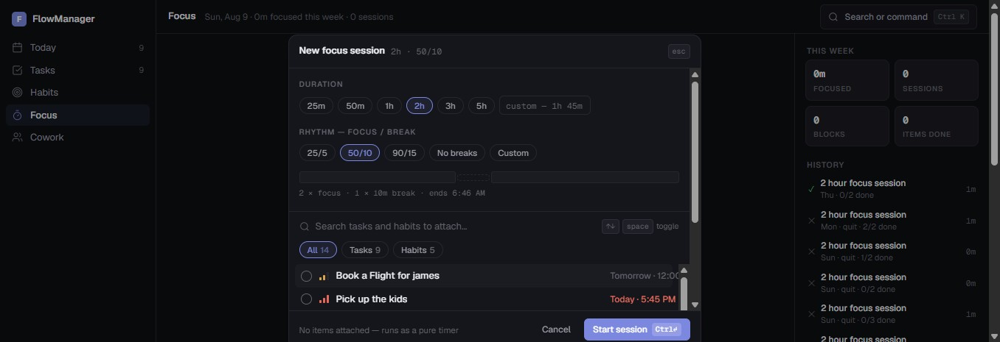 F FlowManager
Today 9
Tasks 9
Habits
Focus
Cowork
Focus Sun, Aug 9 · 0m focused this week · 0 sessions
Search or command Ctrl K
New focus session 2h · 50/10 esc
DURATION
25m 50m 1h 2h 3h 5h custom — 1h 45m
RHYTHM — FOCUS / BREAK
25/5 50/10 90/15 No breaks Custom
2 × focus · 1 × 10m break · ends 6:46 AM
Search tasks and habits to attach… ↑↓ space toggle
All 14 Tasks 9 Habits 5
Book a Flight for james Tomorrow · 12:00
Pick up the kids Today · 5:45 PM
No items attached — runs as a pure timer Cancel Start session Ctrl↵
THIS WEEK
0m 0
FOCUSED SESSIONS
0 0
BLOCKS ITEMS DONE
HISTORY
2 hour focus session
Thu · 0/2 done 1m
2 hour focus session
Mon · quit · 2/2 done 1m
2 hour focus session
Sun · quit · 1/2 done 0m
2 hour focus session
Sun · quit · 0/2 done 0m
2 hour focus session
Sun · quit · 0/3 done 1m
2 hour focus session